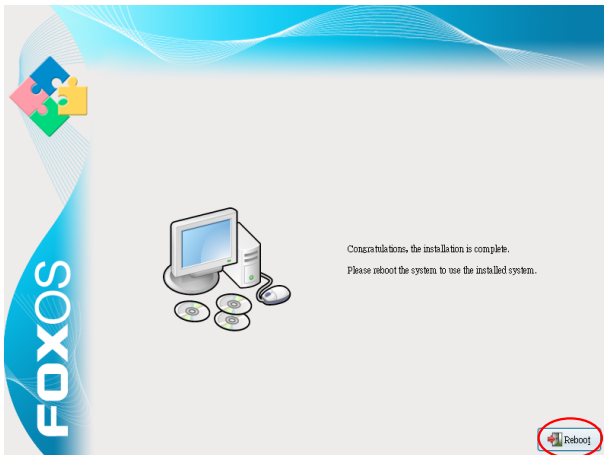 Congratulations, the installation is complete.
Please reboot the system to use the installed system.
FOXOS
Reboot